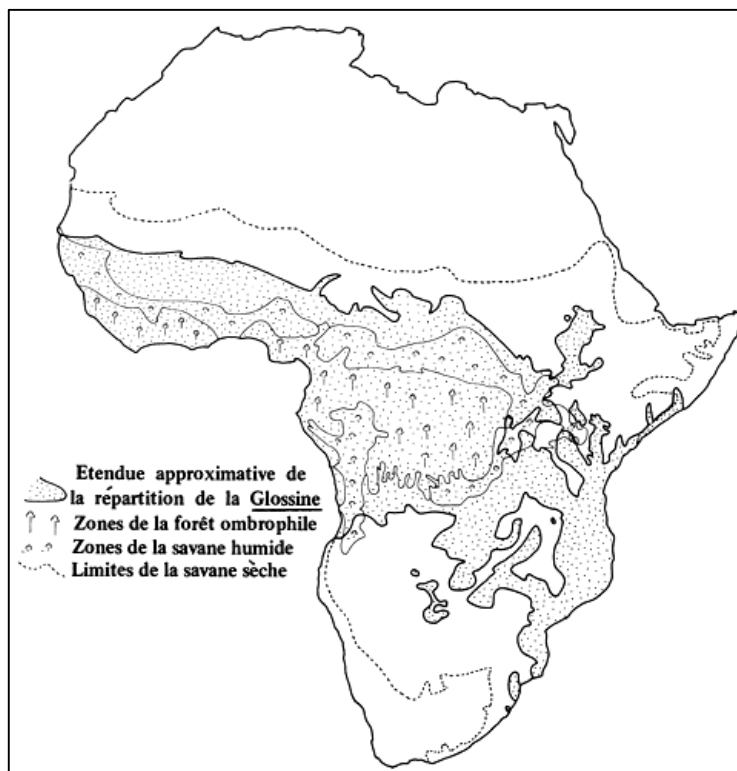 Etendue approximative de
la répartition de la Glossine
Zones de la forêt ombrophile
Zones de la savane humide
Limites de la savane sèche